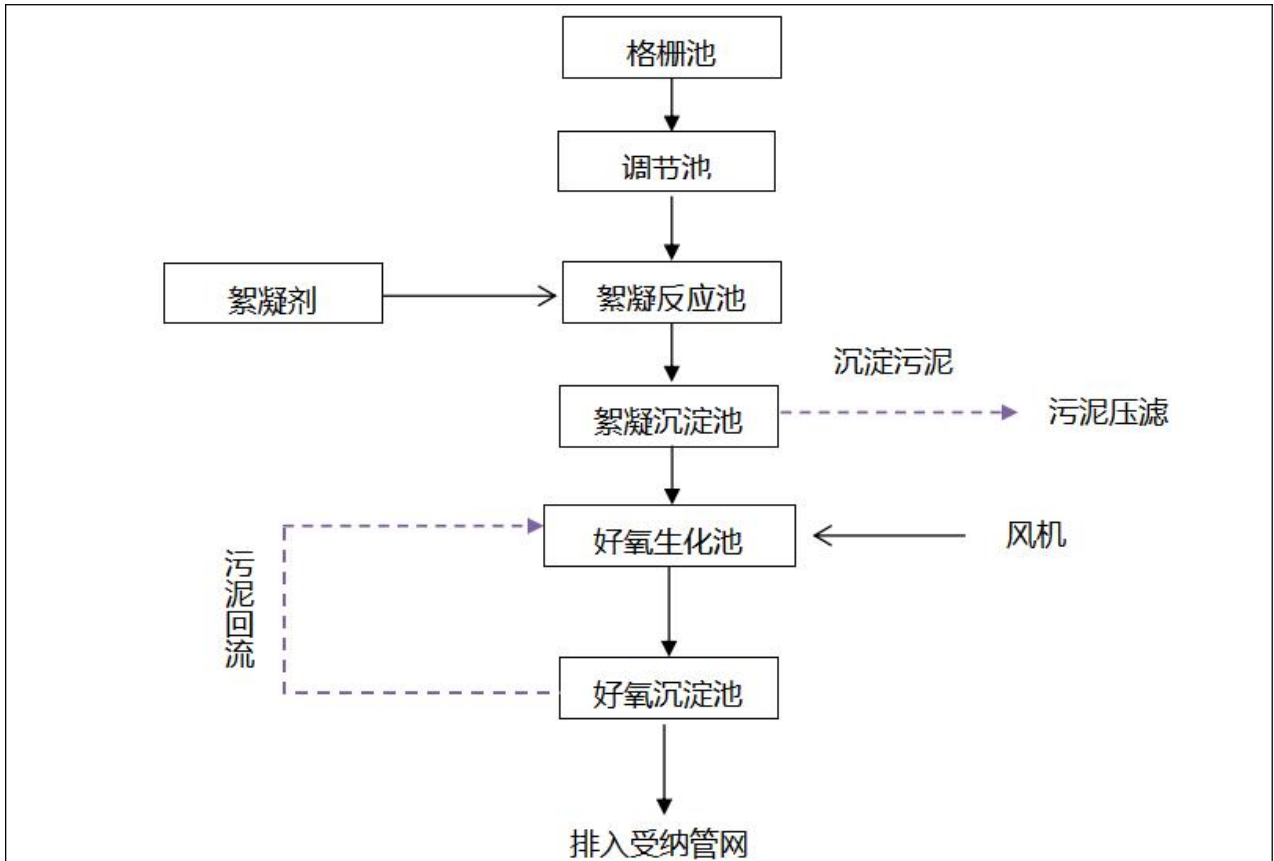 格栅池
调节池
絮凝剂
絮凝反应池
沉淀污泥
絮凝沉淀池
污泥压滤
好氧生化池
风机
污泥回流
好氧沉淀池
排入受纳管网